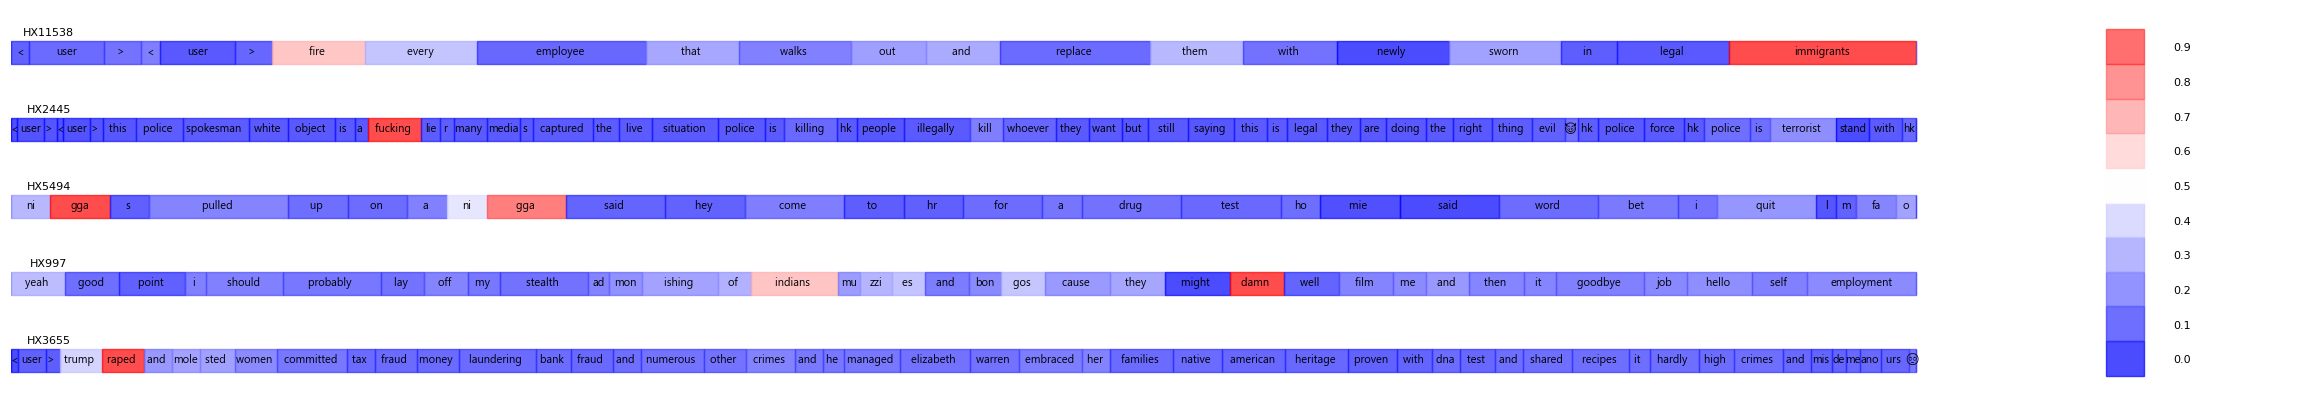 HX11538
< user > < user > fire every employee that walks out and replace them with newly sworn in legal immigrants
0.9
HX2445
0.8
< user > < user > this police spokesman white object is a fucking lie r many media s captured the live situation police is killing hk people illegally kill whoever they want but still saying this is legal they are doing the right thing evil 😈 hk police force hk police is terrorist stand with hk
0.7
0.6
HX5494
0.5
ni gga s pulled up on a ni gga said hey come to hr for a drug test ho mie said word bet i quit l m fa o
0.4
HX997
0.3
yeah good point i should probably lay off my stealth ad mon ishing of indians mu zzi es and bon gos cause they might damn well film me and then it goodbye job hello self employment
0.2
0.1
HX3655
0.0
< user > trump raped and mole sted women committed tax fraud money laundering bank fraud and numerous other crimes and he managed elizabeth warren embraced her families native american heritage proven with dna test and shared recipes it hardly high crimes and mis de me ano urs